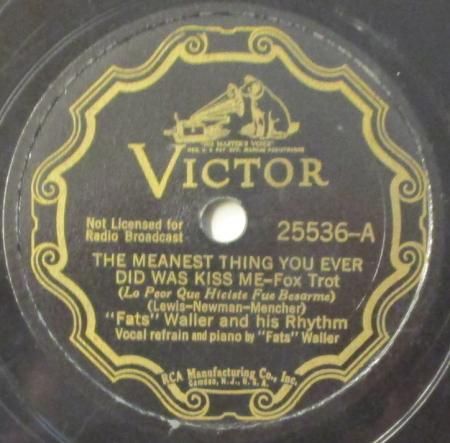 "HIS MASTER'S VOICE"
VICTOR
Not Licensed for
Radio Broadcast
25536-A
THE MEANEST THING YOU EVER
DID WAS KISS ME-Fox Trot
(Lo Peor Que Hiciste Fue Besarme)
(Lewis-Newman-Mencher)
"Fats" Waller and his Rhythm
Vocal refrain and piano by "Fats" Waller
RCA Manufacturing Co., Inc.
Camden, N.J., U.S.A.